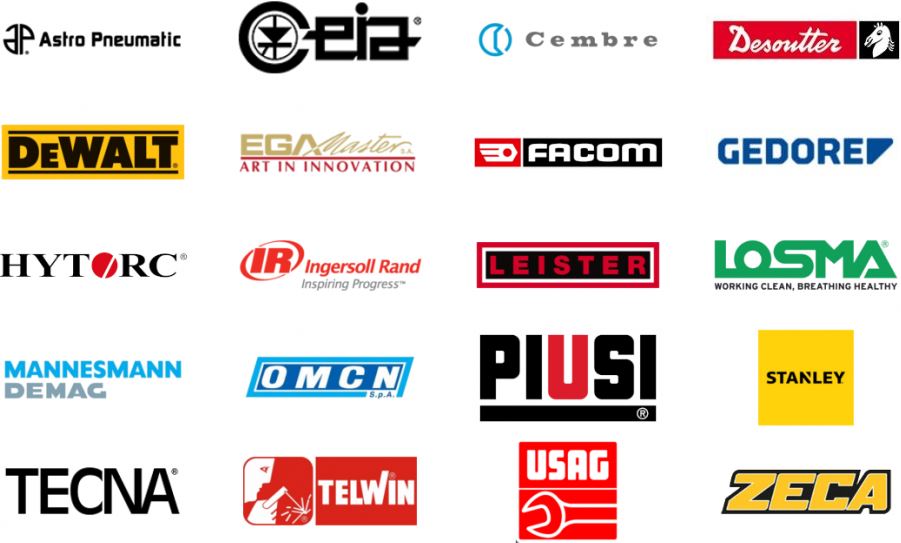 Astro Pneumatic
Ceia®
Cembre
Desoutter
DEWALT®
EGA Master S.A.
ART IN INNOVATION
FACOM
GEDORE
HYTORC®
IR Ingersoll Rand
Inspiring Progress™
LEISTER
LOSMA®
WORKING CLEAN, BREATHING HEALTHY
MANNESMANN
DEMAG
OMCN
S.p.A.
PIUSI
®
STANLEY
TECNA®
TELWIN
USAG
ZECA